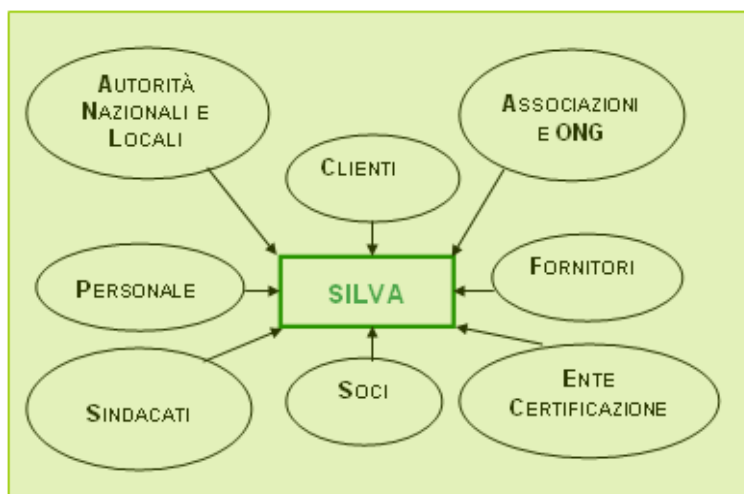 AUTORITÀ
NAZIONALI E
LOCALI
ASSOCIAZIONI
E ONG
CLIENTI
PERSONALE
SILVA
FORNITORI
SINDACATI
SOCI
ENTE
CERTIFICAZIONE